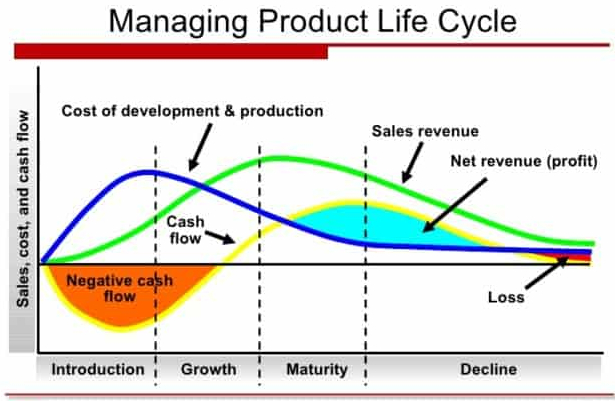 Managing Product Life Cycle
Cost of development & production
Sales revenue
Net revenue (profit)
Cash
flow
Sales, cost, and cash flow
Negative cash
flow
Loss
Introduction
Growth
Maturity
Decline